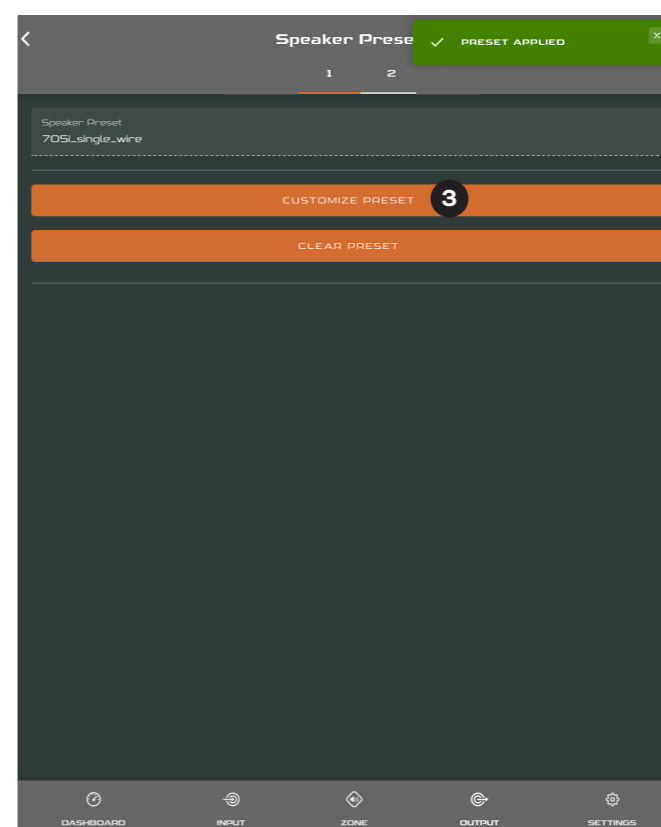 Speaker Prese
PRESET APPLIED
1 2
Speaker Preset
705i_single_wire
CUSTOMIZE PRESET 3
CLEAR PRESET
DASHBOARD INPUT ZONE OUTPUT SETTINGS